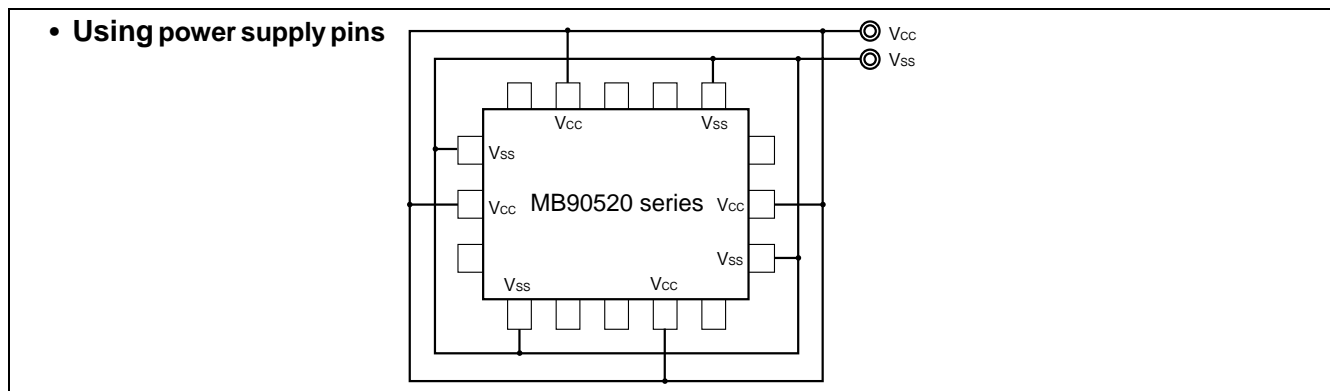 • Using power supply pins
Vcc
Vss
Vcc
Vss
Vss
Vcc
MB90520 series
Vcc
Vss
Vss
Vcc